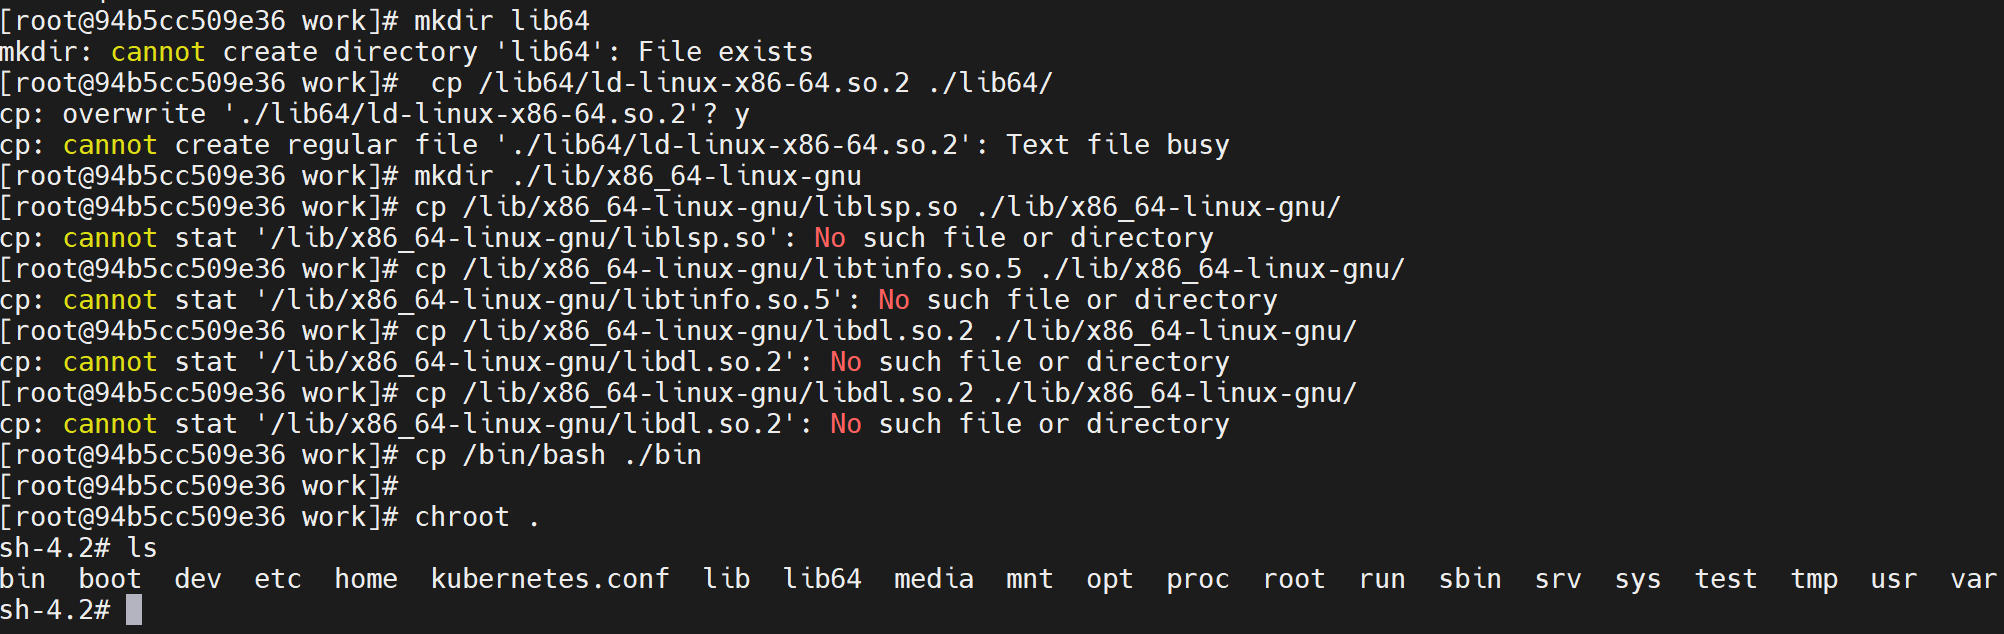 [root@94b5cc509e36 work]# mkdir lib64
mkdir: cannot create directory 'lib64': File exists
[root@94b5cc509e36 work]#  cp /lib64/ld-linux-x86-64.so.2 ./lib64/
cp: overwrite './lib64/ld-linux-x86-64.so.2'? y
cp: cannot create regular file './lib64/ld-linux-x86-64.so.2': Text file busy
[root@94b5cc509e36 work]# mkdir ./lib/x86_64-linux-gnu
[root@94b5cc509e36 work]# cp /lib/x86_64-linux-gnu/liblsp.so ./lib/x86_64-linux-gnu/
cp: cannot stat '/lib/x86_64-linux-gnu/liblsp.so': No such file or directory
[root@94b5cc509e36 work]# cp /lib/x86_64-linux-gnu/libtinfo.so.5 ./lib/x86_64-linux-gnu/
cp: cannot stat '/lib/x86_64-linux-gnu/libtinfo.so.5': No such file or directory
[root@94b5cc509e36 work]# cp /lib/x86_64-linux-gnu/libdl.so.2 ./lib/x86_64-linux-gnu/
cp: cannot stat '/lib/x86_64-linux-gnu/libdl.so.2': No such file or directory
[root@94b5cc509e36 work]# cp /lib/x86_64-linux-gnu/libdl.so.2 ./lib/x86_64-linux-gnu/
cp: cannot stat '/lib/x86_64-linux-gnu/libdl.so.2': No such file or directory
[root@94b5cc509e36 work]# cp /bin/bash ./bin
[root@94b5cc509e36 work]#
[root@94b5cc509e36 work]# chroot .
sh-4.2# ls
bin  boot  dev  etc  home  kubernetes.conf  lib  lib64  media  mnt  opt  proc  root  run  sbin  srv  sys  test  tmp  usr  var
sh-4.2#